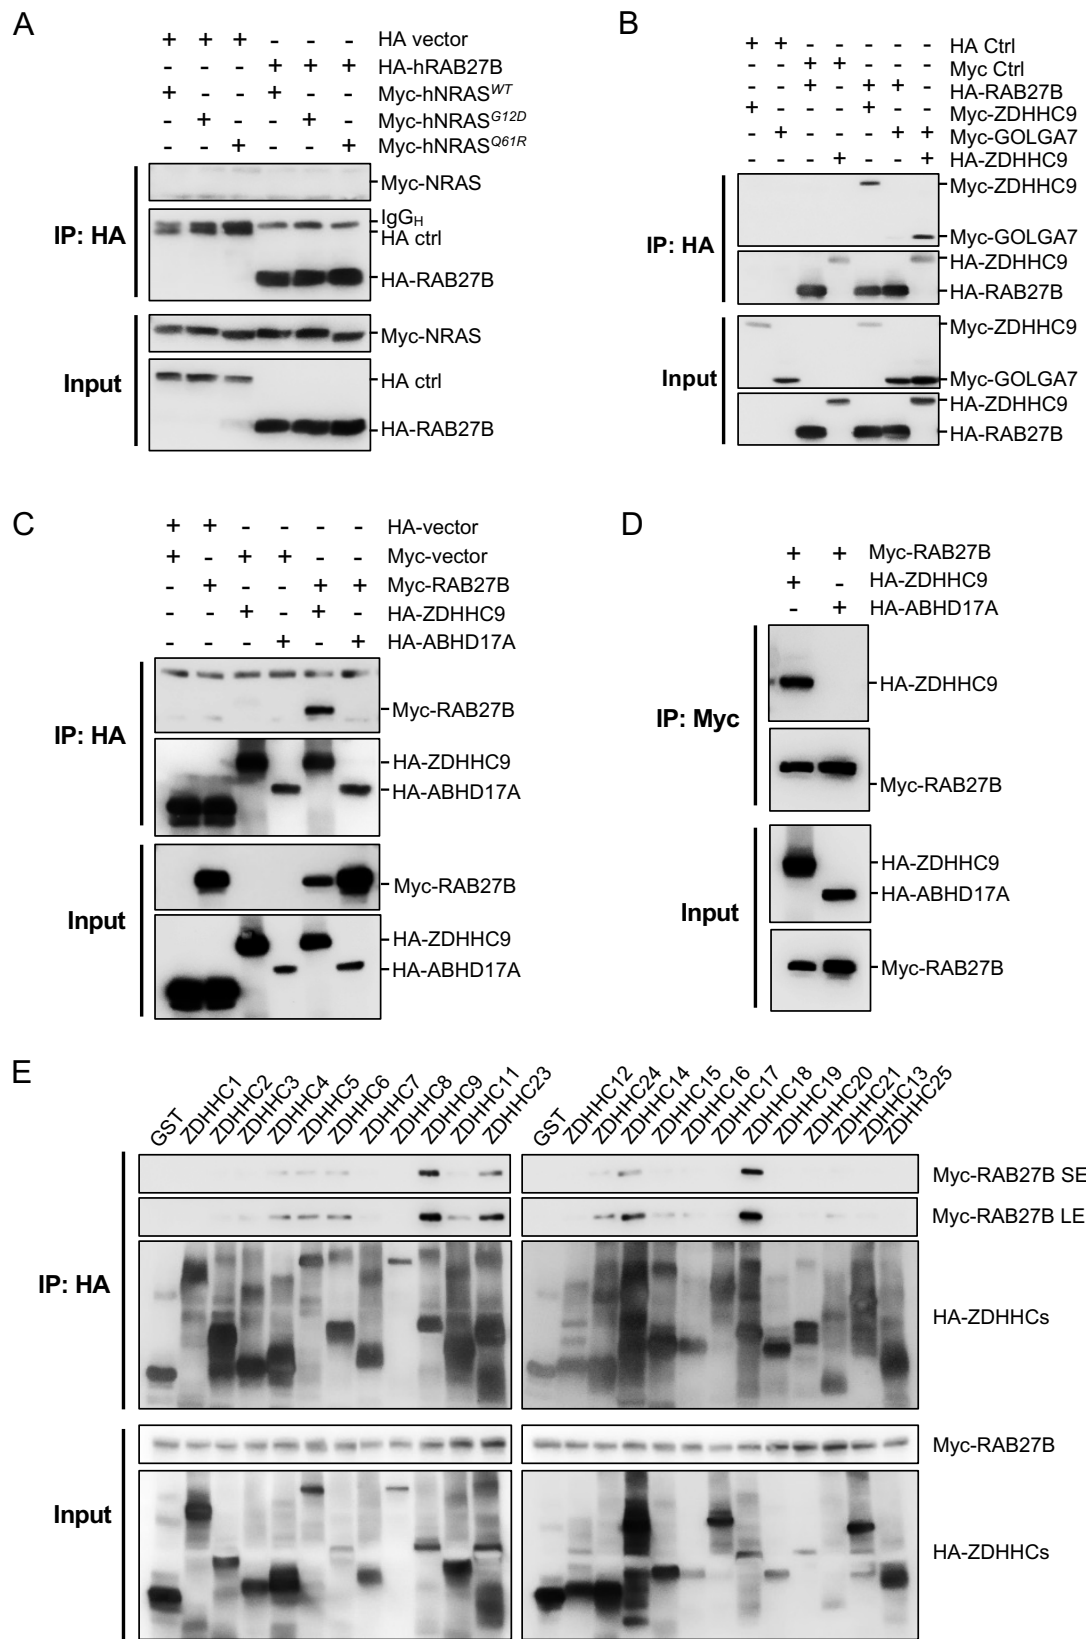 A
+ + + - - - HA vector
- - - + + + HA-hRAB27B
+ - - + - - Myc-hNRAS^WT
- + - - + - Myc-hNRAS^G12D
- - + - - + Myc-hNRAS^Q61R
IP: HA
Myc-NRAS
IgGH
HA ctrl
HA-RAB27B
Input
Myc-NRAS
HA ctrl
HA-RAB27B
B
+ + - - - - - HA Ctrl
- - + + - - - Myc Ctrl
- - + - + + - HA-RAB27B
+ - - - + - - Myc-ZDHHC9
- + - - - + + Myc-GOLGA7
- - - + - - + HA-ZDHHC9
IP: HA
Myc-ZDHHC9
Myc-GOLGA7
HA-ZDHHC9
HA-RAB27B
Input
Myc-ZDHHC9
Myc-GOLGA7
HA-ZDHHC9
HA-RAB27B
C
+ + - - - - HA-vector
+ - + + - - Myc-vector
- + - - + + Myc-RAB27B
- - + - + - HA-ZDHHC9
- - - + - + HA-ABHD17A
IP: HA
Myc-RAB27B
HA-ZDHHC9
HA-ABHD17A
Input
Myc-RAB27B
HA-ZDHHC9
HA-ABHD17A
D
+ + Myc-RAB27B
+ - HA-ZDHHC9
- + HA-ABHD17A
IP: Myc
HA-ZDHHC9
Myc-RAB27B
Input
HA-ZDHHC9
HA-ABHD17A
Myc-RAB27B
E
GST ZDHHC1 ZDHHC2 ZDHHC3 ZDHHC4 ZDHHC5 ZDHHC6 ZDHHC7 ZDHHC8 ZDHHC9 ZDHHC11 ZDHHC23
GST ZDHHC12 ZDHHC24 ZDHHC14 ZDHHC15 ZDHHC16 ZDHHC17 ZDHHC18 ZDHHC19 ZDHHC20 ZDHHC21 ZDHHC13 ZDHHC25
IP: HA
Myc-RAB27B SE
Myc-RAB27B LE
HA-ZDHHCs
Input
Myc-RAB27B
HA-ZDHHCs